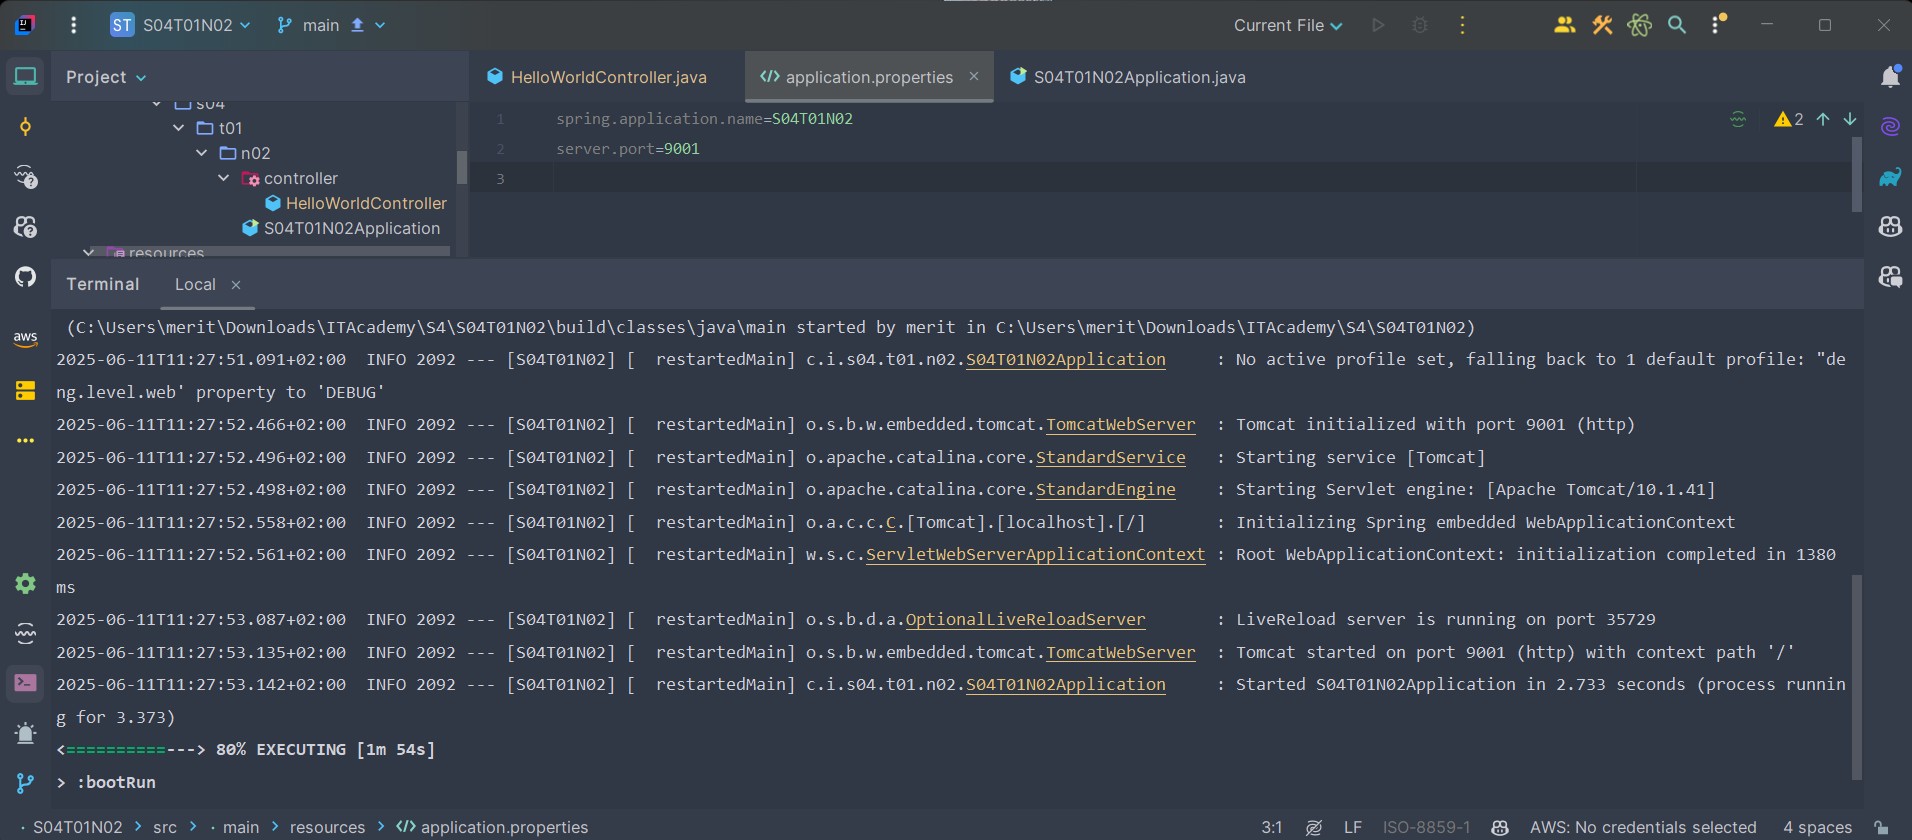 ST S04T01N02 main Current File
Project
HelloWorldController.java
application.properties
S04T01N02Application.java
s04
t01
n02
controller
HelloWorldController
S04T01N02Application
resources
1 spring.application.name=S04T01N02
2 server.port=9001
3
2
aws
Terminal Local
(C:\Users\merit\Downloads\ITAcademy\S4\S04T01N02\build\classes\java\main started by merit in C:\Users\merit\Downloads\ITAcademy\S4\S04T01N02)
2025-06-11T11:27:51.091+02:00  INFO 2092 --- [S04T01N02] [  restartedMain] c.i.s04.t01.n02.S04T01N02Application     : No active profile set, falling back to 1 default profile: "de
ng.level.web' property to 'DEBUG'
2025-06-11T11:27:52.466+02:00  INFO 2092 --- [S04T01N02] [  restartedMain] o.s.b.w.embedded.tomcat.TomcatWebServer  : Tomcat initialized with port 9001 (http)
2025-06-11T11:27:52.496+02:00  INFO 2092 --- [S04T01N02] [  restartedMain] o.apache.catalina.core.StandardService   : Starting service [Tomcat]
2025-06-11T11:27:52.498+02:00  INFO 2092 --- [S04T01N02] [  restartedMain] o.apache.catalina.core.StandardEngine    : Starting Servlet engine: [Apache Tomcat/10.1.41]
2025-06-11T11:27:52.558+02:00  INFO 2092 --- [S04T01N02] [  restartedMain] o.a.c.c.C.[Tomcat].[localhost].[/]       : Initializing Spring embedded WebApplicationContext
2025-06-11T11:27:52.561+02:00  INFO 2092 --- [S04T01N02] [  restartedMain] w.s.c.ServletWebServerApplicationContext : Root WebApplicationContext: initialization completed in 1380
ms
2025-06-11T11:27:53.087+02:00  INFO 2092 --- [S04T01N02] [  restartedMain] o.s.b.d.a.OptionalLiveReloadServer       : LiveReload server is running on port 35729
2025-06-11T11:27:53.135+02:00  INFO 2092 --- [S04T01N02] [  restartedMain] o.s.b.w.embedded.tomcat.TomcatWebServer  : Tomcat started on port 9001 (http) with context path '/'
2025-06-11T11:27:53.142+02:00  INFO 2092 --- [S04T01N02] [  restartedMain] c.i.s04.t01.n02.S04T01N02Application     : Started S04T01N02Application in 2.733 seconds (process runnin
g for 3.373)
<==========---> 80% EXECUTING [1m 54s]
> :bootRun
S04T01N02 > src > main > resources > </> application.properties
3:1 LF ISO-8859-1 AWS: No credentials selected 4 spaces